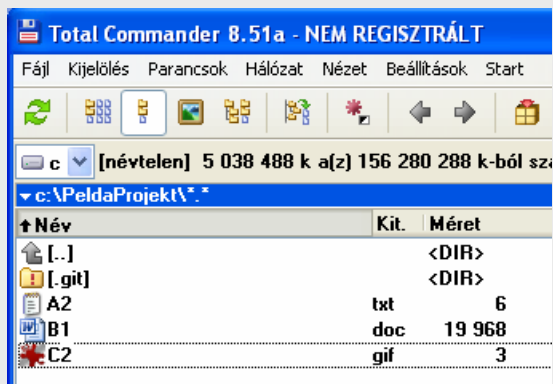 Total Commander 8.51a - NEM REGISZTRÁLT
Fájl Kijelölés Parancsok Hálózat Nézet Beállítások Start
c [névtelen] 5 038 488 k a(z) 156 280 288 k-ból sza
c:\PeldaProjekt\*.*
Név Kit. Méret
[..] <DIR>
[.git] <DIR>
A2 txt 6
B1 doc 19 968
C2 gif 3